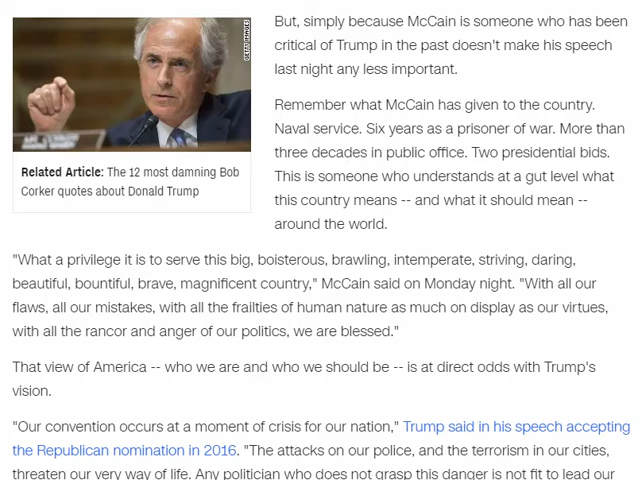 GETTY IMAGES
Related Article: The 12 most damning Bob
Corker quotes about Donald Trump
But, simply because McCain is someone who has been
critical of Trump in the past doesn't make his speech
last night any less important.
Remember what McCain has given to the country.
Naval service. Six years as a prisoner of war. More than
three decades in public office. Two presidential bids.
This is someone who understands at a gut level what
this country means -- and what it should mean --
around the world.
"What a privilege it is to serve this big, boisterous, brawling, intemperate, striving, daring,
beautiful, bountiful, brave, magnificent country," McCain said on Monday night. "With all our
flaws, all our mistakes, with all the frailties of human nature as much on display as our virtues,
with all the rancor and anger of our politics, we are blessed."
That view of America -- who we are and who we should be -- is at direct odds with Trump's
vision.
"Our convention occurs at a moment of crisis for our nation," Trump said in his speech accepting
the Republican nomination in 2016. "The attacks on our police, and the terrorism in our cities,
threaten our very way of life. Any politician who does not grasp this danger is not fit to lead our